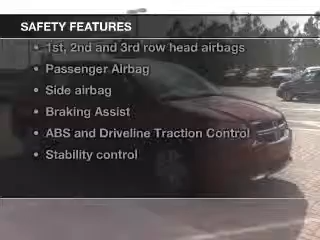 SAFETY FEATURES
• 1st, 2nd and 3rd row head airbags
• Passenger Airbag
• Side airbag
• Braking Assist
• ABS and Driveline Traction Control
• Stability control